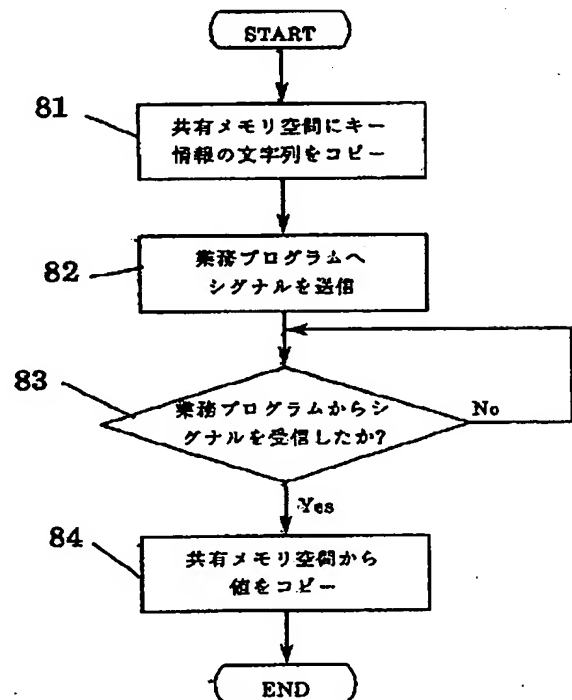 START
81
共有メモリ空間にキー
情報の文字列をコピー
82
業務プログラムへ
シグナルを送信
83
業務プログラムからシ
グナルを受信したか?
No
Yes
84
共有メモリ空間から
値をコピー
END